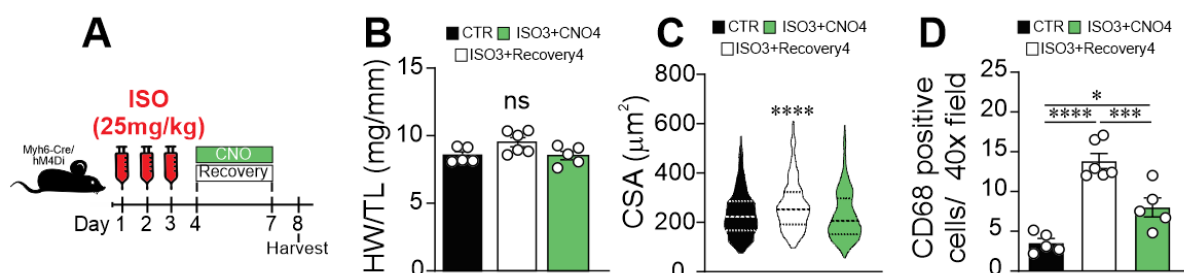 A
ISO
(25mg/kg)
Myh6-Cre/
hM4Di
CNO
Recovery
Day 1 2 3 4 7 8
Harvest
B
CTR ISO3+CNO4
ISO3+Recovery4
HW/TL (mg/mm)
15
10
5
0
ns
C
CTR ISO3+CNO4
ISO3+Recovery4
CSA (μm²)
800
600
400
200
0
****
D
CTR ISO3+CNO4
ISO3+Recovery4
CD68 positive
cells/ 40x field
25
20
15
10
5
0
*
**** ***